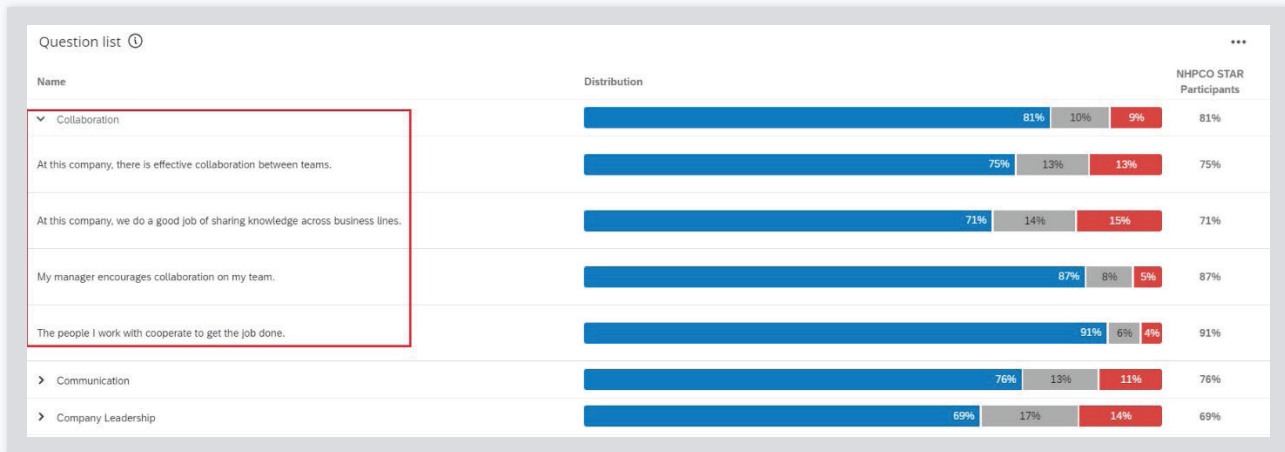 Question list
Name
Distribution
NHPCO STAR
Participants
Collaboration
81% 10% 9% 81%
At this company, there is effective collaboration between teams.
75% 13% 13% 75%
At this company, we do a good job of sharing knowledge across business lines.
71% 14% 15% 71%
My manager encourages collaboration on my team.
87% 8% 5% 87%
The people I work with cooperate to get the job done.
91% 6% 4% 91%
Communication
76% 13% 11% 76%
Company Leadership
69% 17% 14% 69%